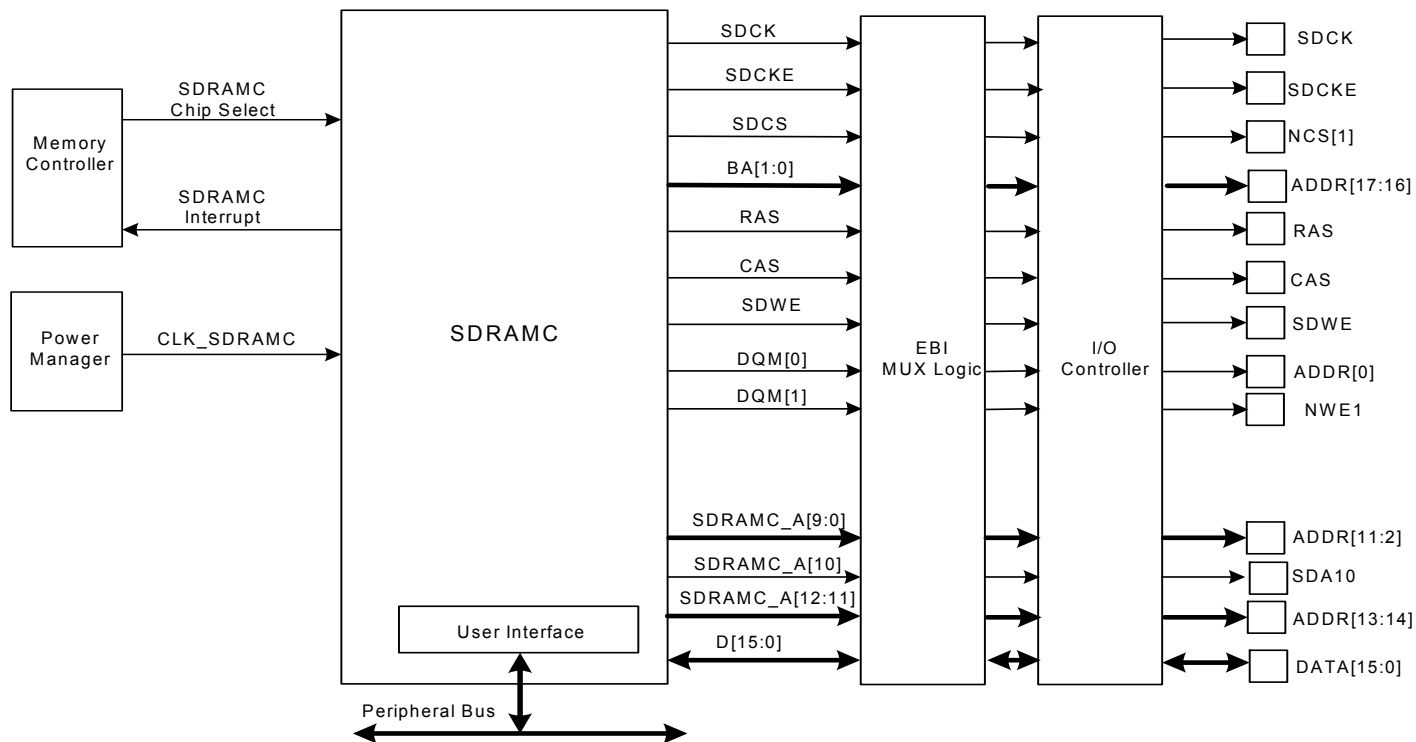 SDRAMC
Chip Select
Memory
Controller
SDRAMC
Interrupt
Power
Manager
CLK_SDRAMC
SDRAMC
User Interface
Peripheral Bus
SDCK
SDCKE
SDCS
BA[1:0]
RAS
CAS
SDWE
DQM[0]
DQM[1]
SDRAMC_A[9:0]
SDRAMC_A[10]
SDRAMC_A[12:11]
D[15:0]
EBI
MUX Logic
I/O
Controller
SDCK
SDCKE
NCS[1]
ADDR[17:16]
RAS
CAS
SDWE
ADDR[0]
NWE1
ADDR[11:2]
SDA10
ADDR[13:14]
DATA[15:0]